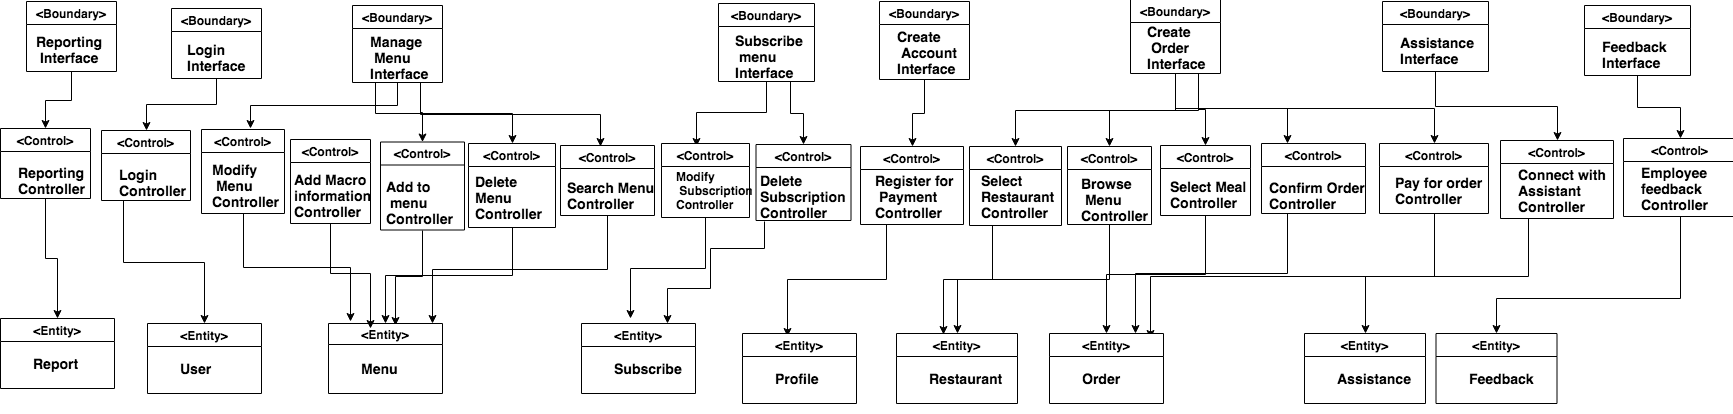 <Boundary>
Reporting
Interface
<Boundary>
Login
Interface
<Boundary>
Manage
Menu
Interface
<Boundary>
Subscribe
menu
Interface
<Boundary>
Create
Account
Interface
<Boundary>
Create
Order
Interface
<Boundary>
Assistance
Interface
<Boundary>
Feedback
Interface
<Control>
Reporting
Controller
<Control>
Login
Controller
<Control>
Modify
Menu
Controller
<Control>
Add Macro
information
Controller
<Control>
Add to
menu
Controller
<Control>
Delete
Menu
Controller
<Control>
Search Menu
Controller
<Control>
Modify
Subscription
Controller
<Control>
Delete
Subscription
Controller
<Control>
Register for
Payment
Controller
<Control>
Select
Restaurant
Controller
<Control>
Browse
Menu
Controller
<Control>
Select Meal
Controller
<Control>
Confirm Order
Controller
<Control>
Pay for order
Controller
<Control>
Connect with
Assistant
Controller
<Control>
Employee
feedback
Controller
<Entity>
Report
<Entity>
User
<Entity>
Menu
<Entity>
Subscribe
<Entity>
Profile
<Entity>
Restaurant
<Entity>
Order
<Entity>
Assistance
<Entity>
Feedback